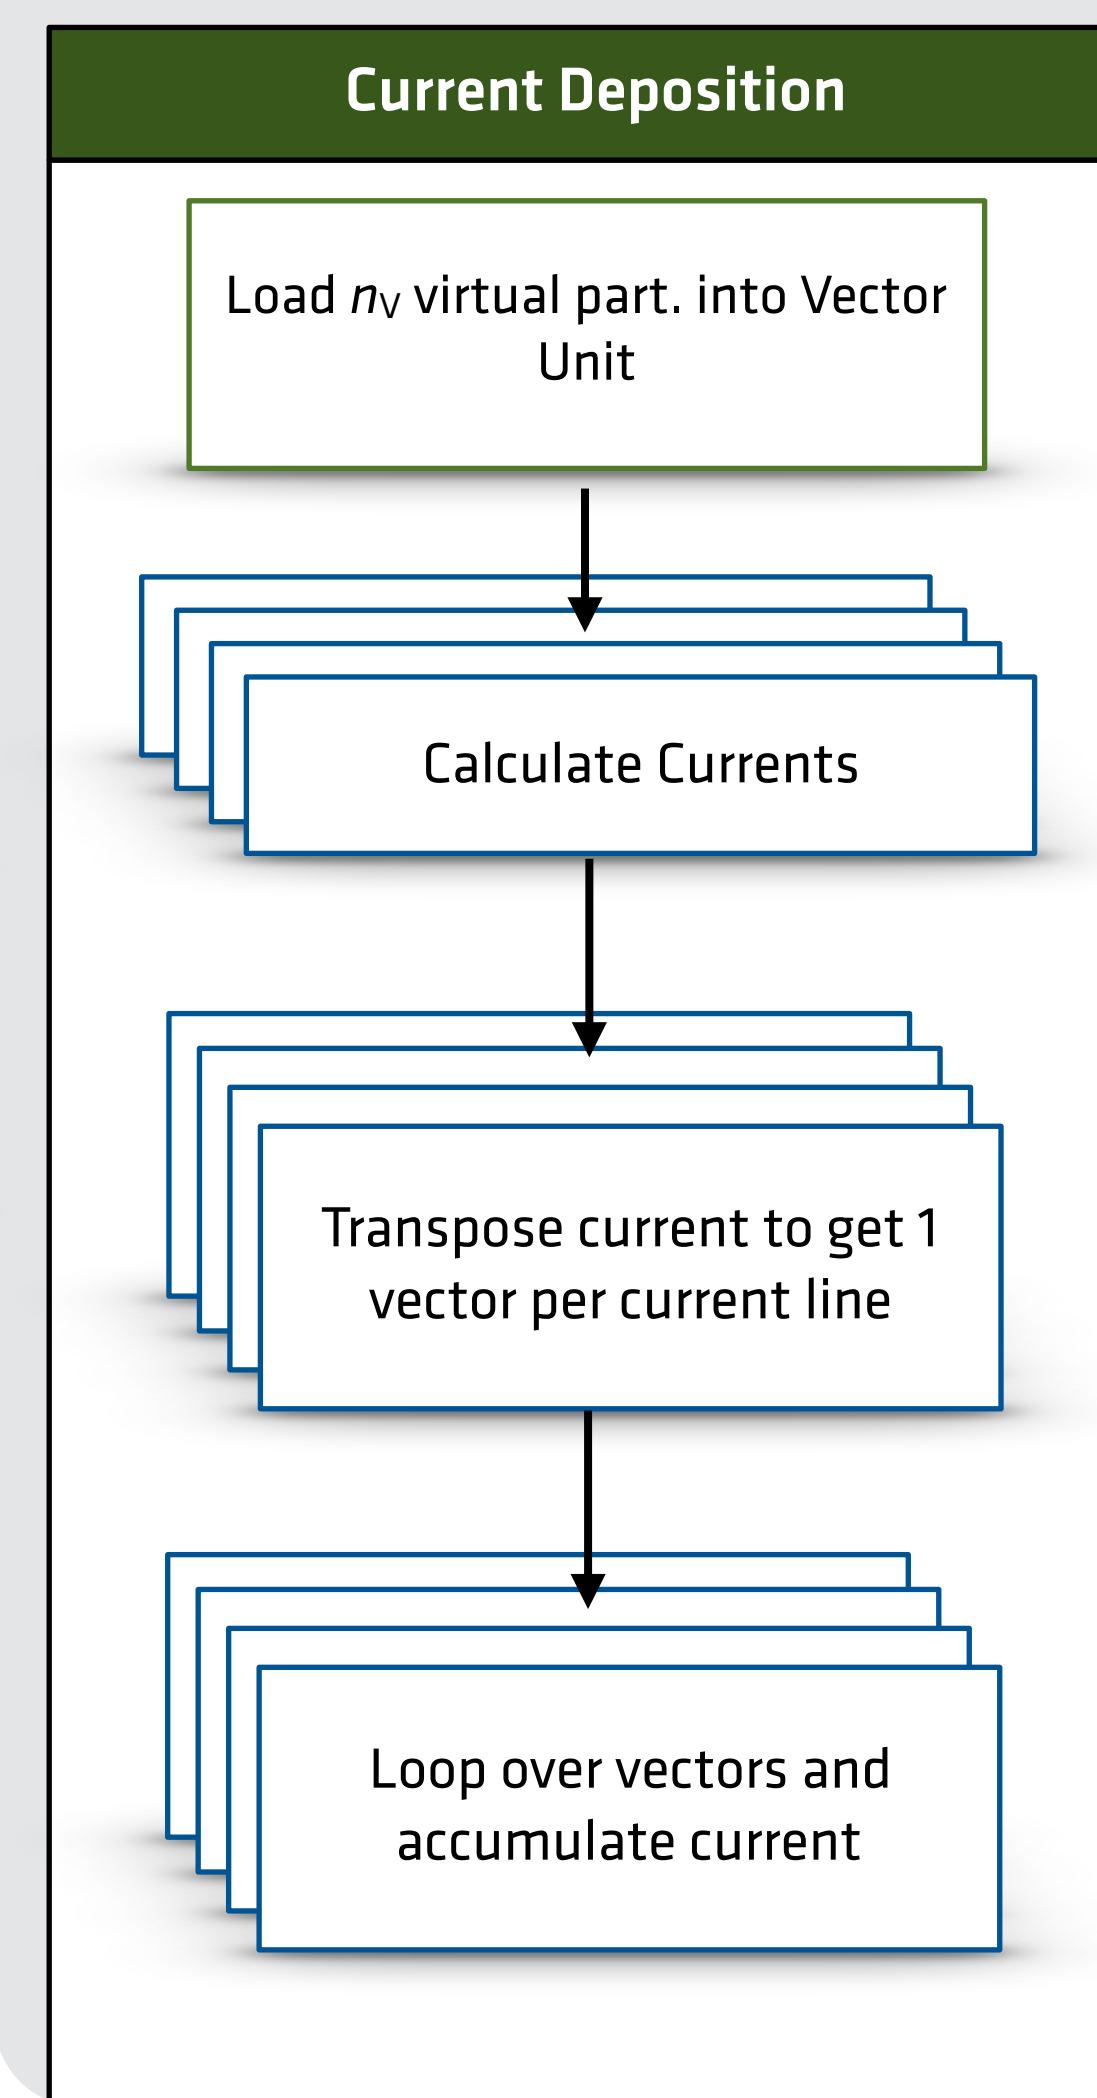 Current Deposition
Load nV virtual part. into Vector
Unit
Calculate Currents
Transpose current to get 1
vector per current line
Loop over vectors and
accumulate current